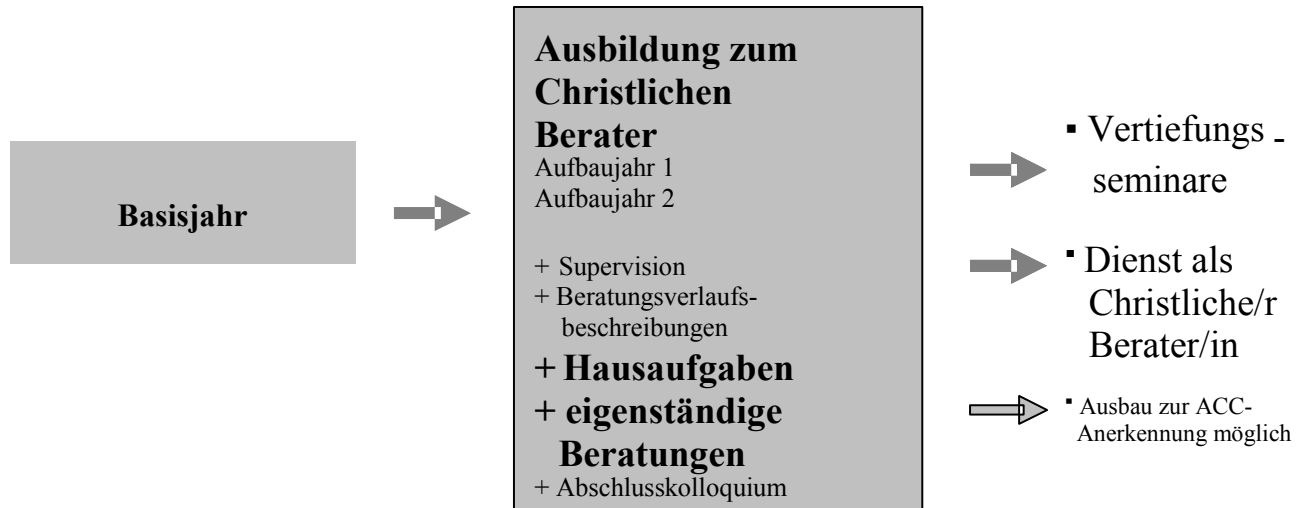 Basisjahr
Ausbildung zum
Christlichen
Berater
Aufbaujahr 1
Aufbaujahr 2
+ Supervision
+ Beratungsverlaufs-
beschreibungen
+ Hausaufgaben
+ eigenständige
Beratungen
+ Abschlusskolloquium
▪ Vertiefungs -
seminare
▪ Dienst als
Christliche/r
Berater/in
▪ Ausbau zur ACC-
Anerkennung möglich